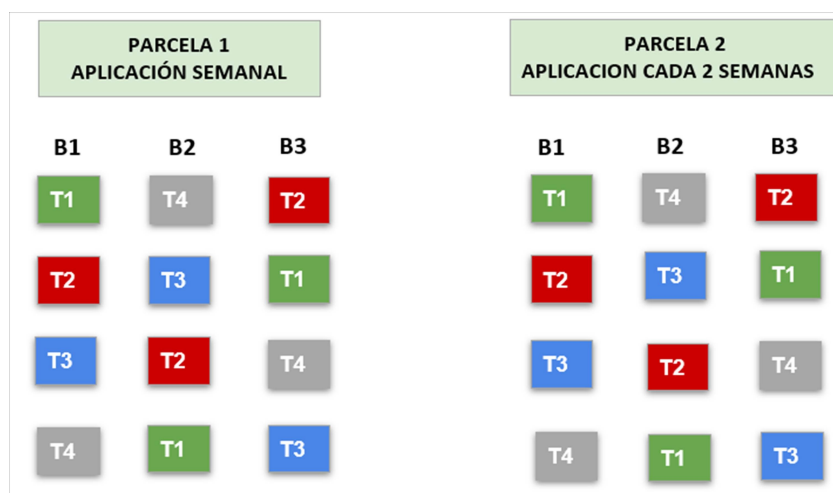 PARCELA 1
APLICACIÓN SEMANAL
B1 B2 B3
T1 T4 T2
T2 T3 T1
T3 T2 T4
T4 T1 T3
PARCELA 2
APLICACION CADA 2 SEMANAS
B1 B2 B3
T1 T4 T2
T2 T3 T1
T3 T2 T4
T4 T1 T3